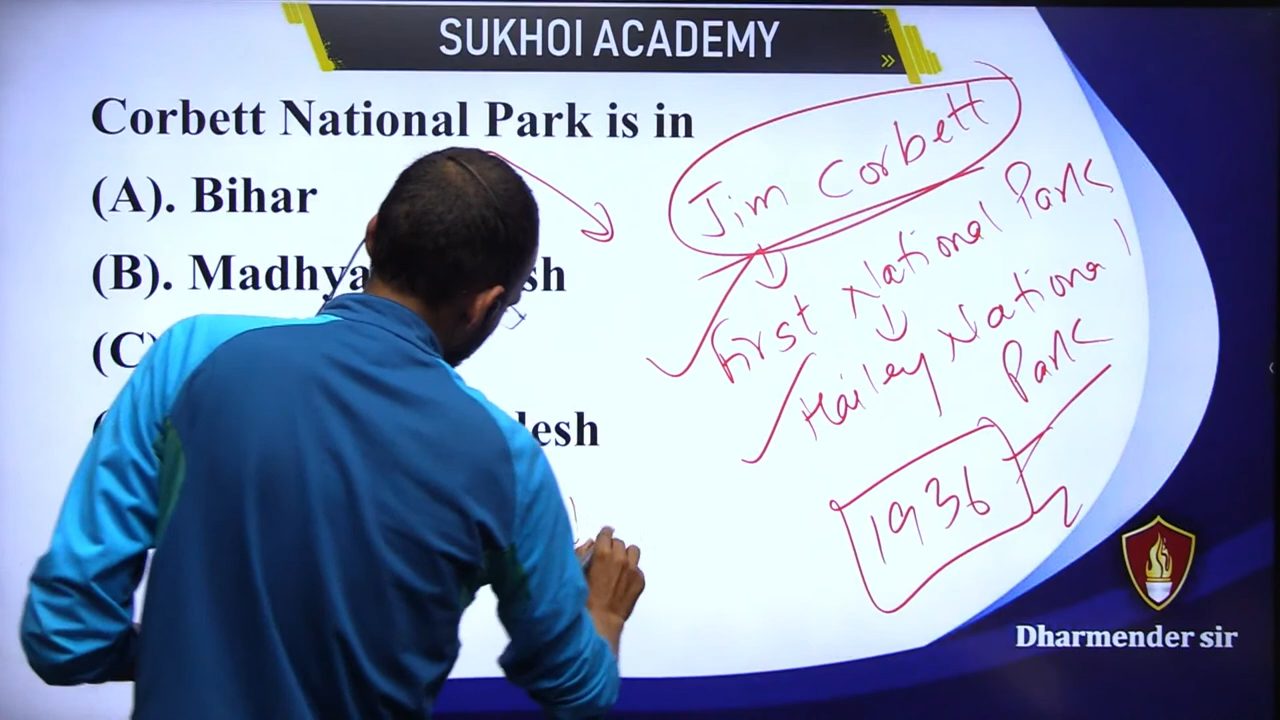 SUKHOI ACADEMY
Corbett National Park is in
(A). Bihar
(B). Madhya sh
(C)
lesh
Jim Corbett
First National Park
Hailey National
Park
1936
Dharmender sir